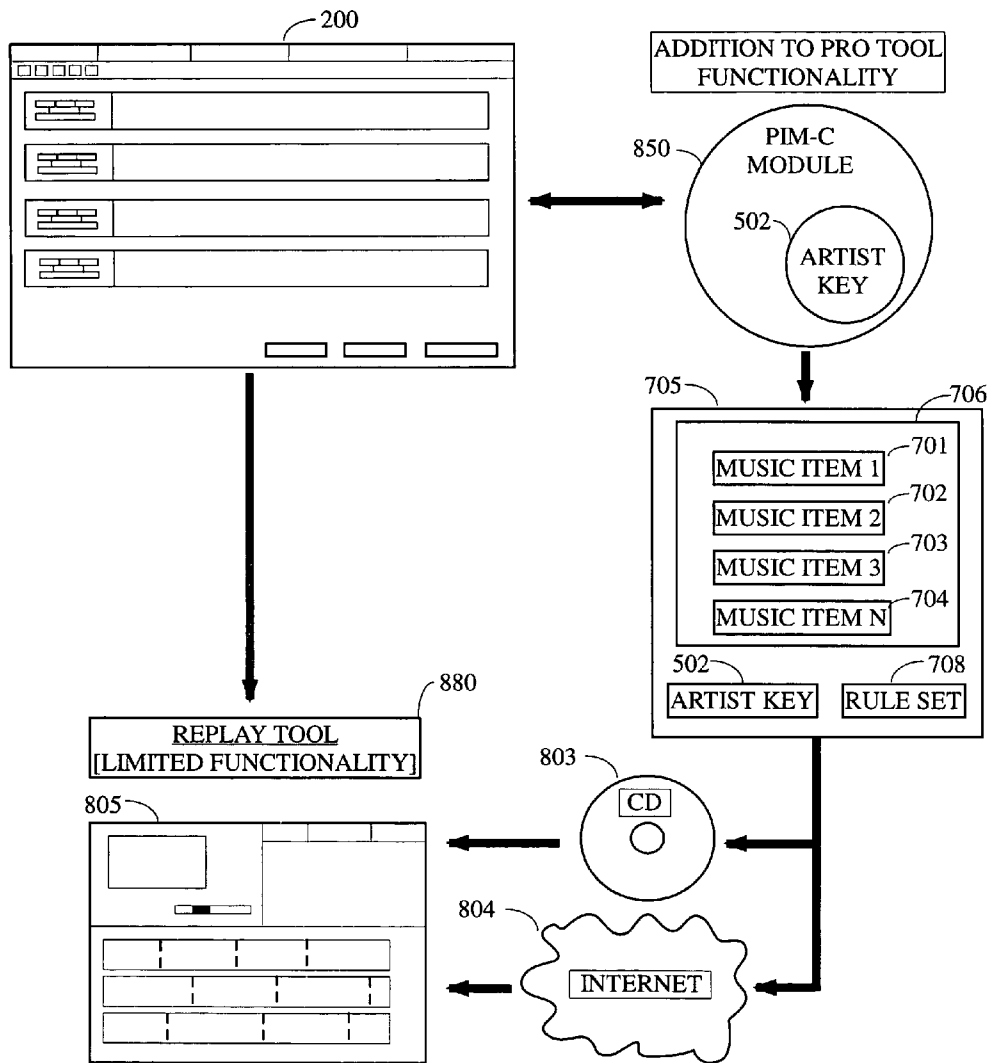 200
ADDITION TO PRO TOOL
FUNCTIONALITY
850
PIM-C
MODULE
502
ARTIST
KEY
705
706
701
MUSIC ITEM 1
702
MUSIC ITEM 2
703
MUSIC ITEM 3
704
MUSIC ITEM N
502
708
ARTIST KEY
RULE SET
880
REPLAY TOOL
[LIMITED FUNCTIONALITY]
803
CD
805
804
INTERNET